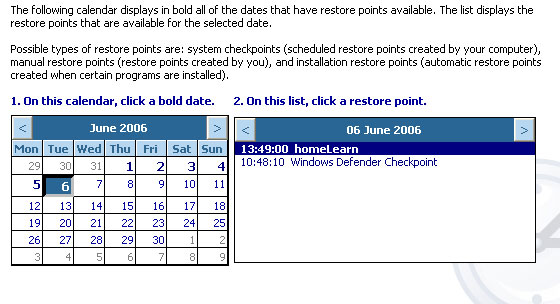 The following calendar displays in bold all of the dates that have restore points available. The list displays the
restore points that are available for the selected date.
Possible types of restore points are: system checkpoints (scheduled restore points created by your computer),
manual restore points (restore points created by you), and installation restore points (automatic restore points
created when certain programs are installed).
1. On this calendar, click a bold date. 2. On this list, click a restore point.
< June 2006 > < 06 June 2006 >
Mon Tue Wed Thu Fri Sat Sun
13:49:00 homeLearn
29 30 31 1 2 3 4
10:48:10 Windows Defender Checkpoint
5 6 7 8 9 10 11
12 13 14 15 16 17 18
19 20 21 22 23 24 25
26 27 28 29 30 1 2
3 4 5 6 7 8 9